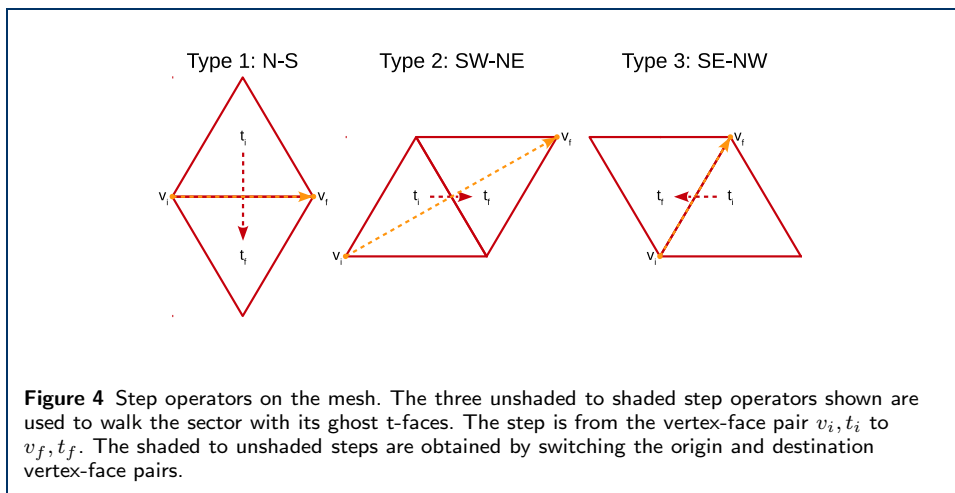 Type 1: N-S
Type 2: SW-NE
Type 3: SE-NW
t_i
v_i
v_f
t_f
v_f
t_i
t_f
v_i
v_f
t_f
t_i
v_i
Figure 4 Step operators on the mesh. The three unshaded to shaded step operators shown are
used to walk the sector with its ghost t-faces. The step is from the vertex-face pair v_i, t_i to
v_f, t_f. The shaded to unshaded steps are obtained by switching the origin and destination
vertex-face pairs.